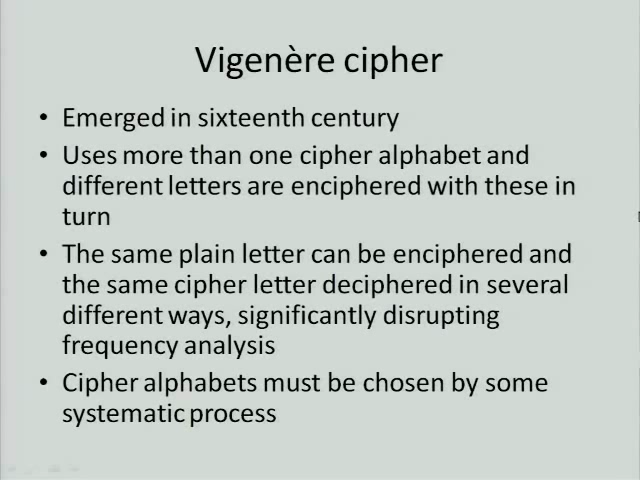 Vigenère cipher
• Emerged in sixteenth century
• Uses more than one cipher alphabet and
different letters are enciphered with these in
turn
• The same plain letter can be enciphered and
the same cipher letter deciphered in several
different ways, significantly disrupting
frequency analysis
• Cipher alphabets must be chosen by some
systematic process